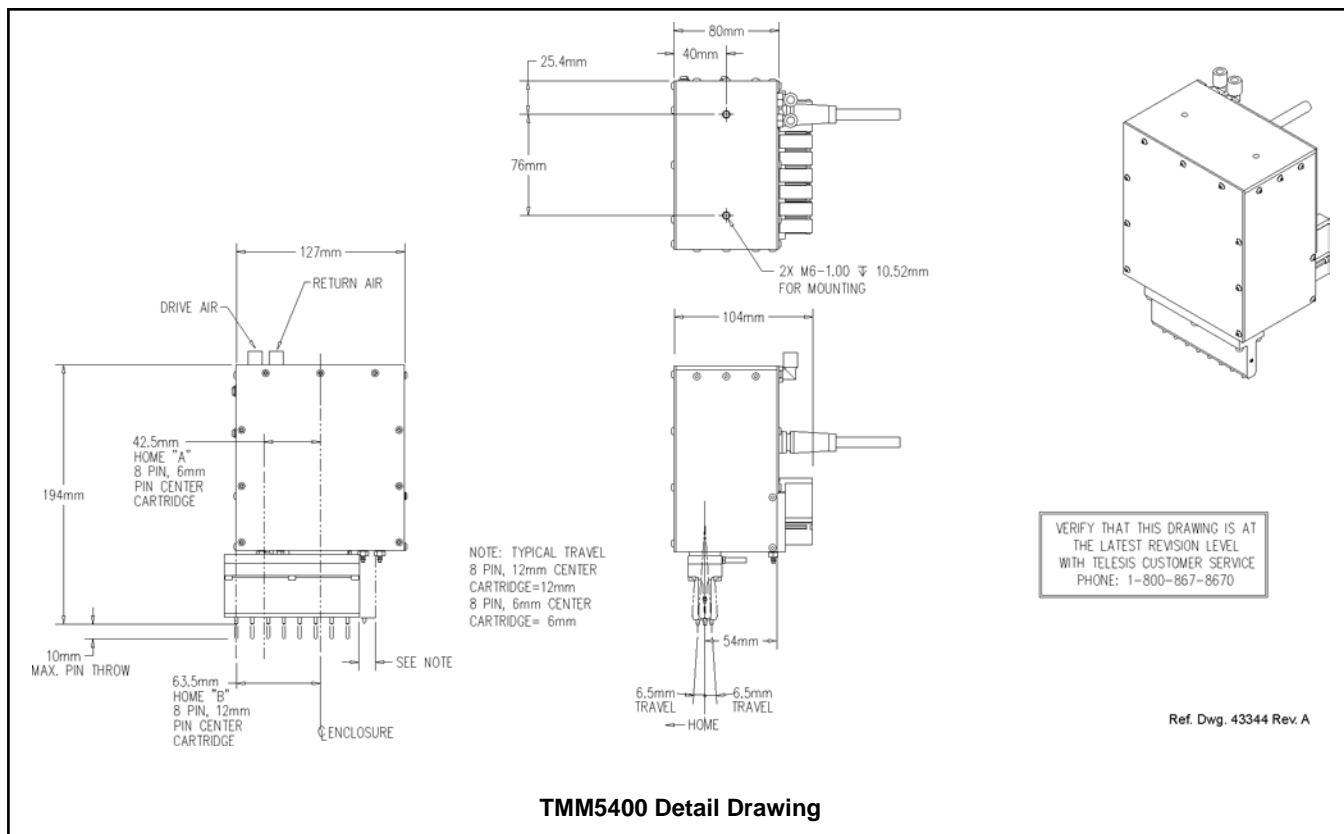 80mm
40mm
25.4mm
76mm
2X M6-1.00 ↧ 10.52mm
FOR MOUNTING
127mm
RETURN AIR
DRIVE AIR
104mm
42.5mm
HOME "A"
8 PIN, 6mm
PIN CENTER
CARTRIDGE
194mm
NOTE: TYPICAL TRAVEL
8 PIN, 12mm CENTER
CARTRIDGE=12mm
8 PIN, 6mm CENTER
CARTRIDGE= 6mm
VERIFY THAT THIS DRAWING IS AT
THE LATEST REVISION LEVEL
WITH TELESIS CUSTOMER SERVICE
PHONE: 1-800-867-8670
10mm
MAX. PIN THROW
SEE NOTE
54mm
63.5mm
HOME "B"
8 PIN, 12mm
PIN CENTER
CARTRIDGE
℄ ENCLOSURE
6.5mm
TRAVEL
6.5mm
TRAVEL
HOME
Ref. Dwg. 43344 Rev. A
TMM5400 Detail Drawing